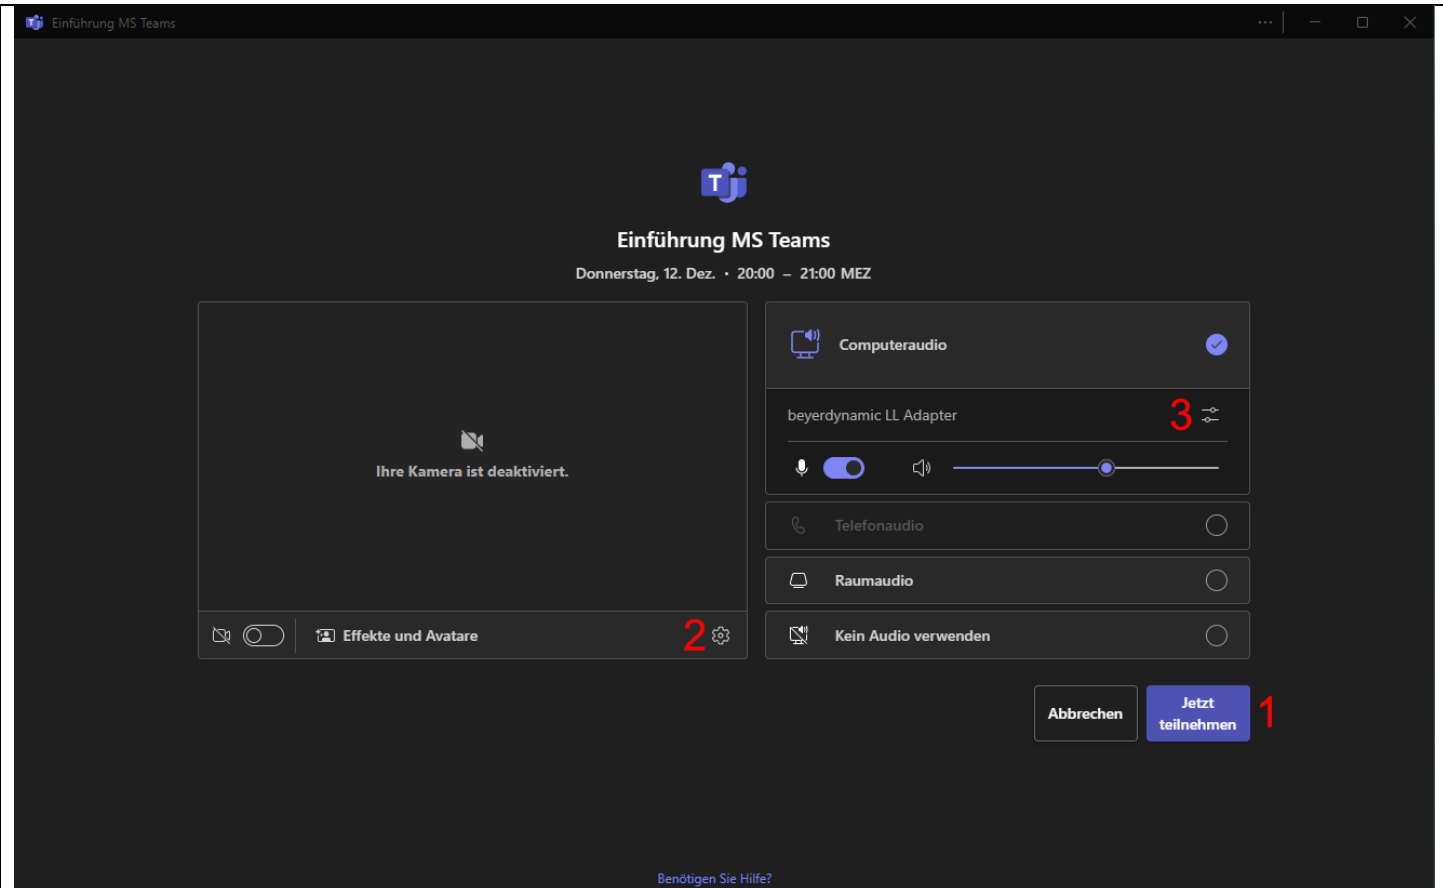 Einführung MS Teams
Einführung MS Teams
Donnerstag, 12. Dez. • 20:00 – 21:00 MEZ
Ihre Kamera ist deaktiviert.
Effekte und Avatare
2
Computeraudio
beyerdynamic LL Adapter
3
Telefonaudio
Raumaudio
Kein Audio verwenden
Abbrechen
Jetzt
teilnehmen
1
Benötigen Sie Hilfe?